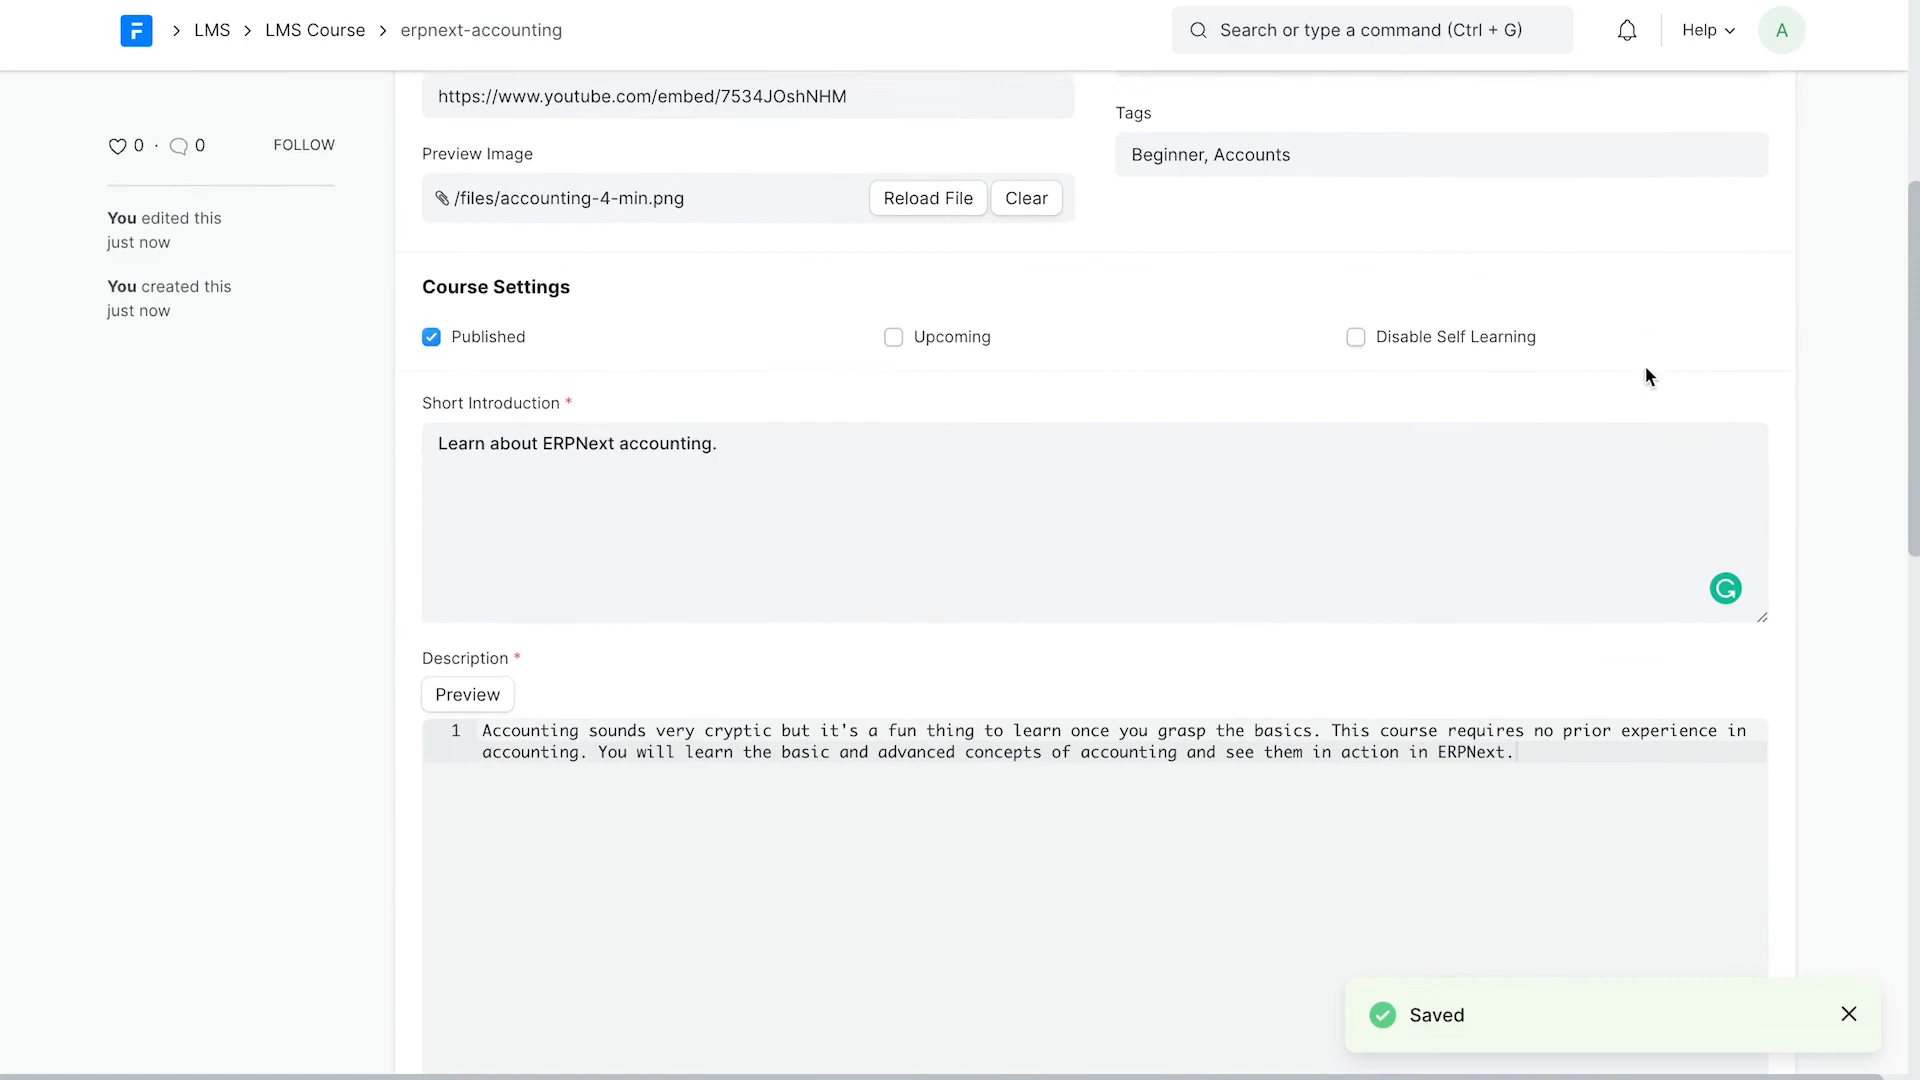 LMS
LMS Course
erpnext-accounting
Search or type a command (Ctrl + G)
Help
A
0 · 0
FOLLOW
You edited this
just now
You created this
just now
https://www.youtube.com/embed/7534JOshNHM
Preview Image
/files/accounting-4-min.png
Reload File
Clear
Tags
Beginner, Accounts
Course Settings
Published
Upcoming
Disable Self Learning
Short Introduction *
Learn about ERPNext accounting.
Description *
Preview
1 Accounting sounds very cryptic but it's a fun thing to learn once you grasp the basics. This course requires no prior experience in
accounting. You will learn the basic and advanced concepts of accounting and see them in action in ERPNext.
Saved